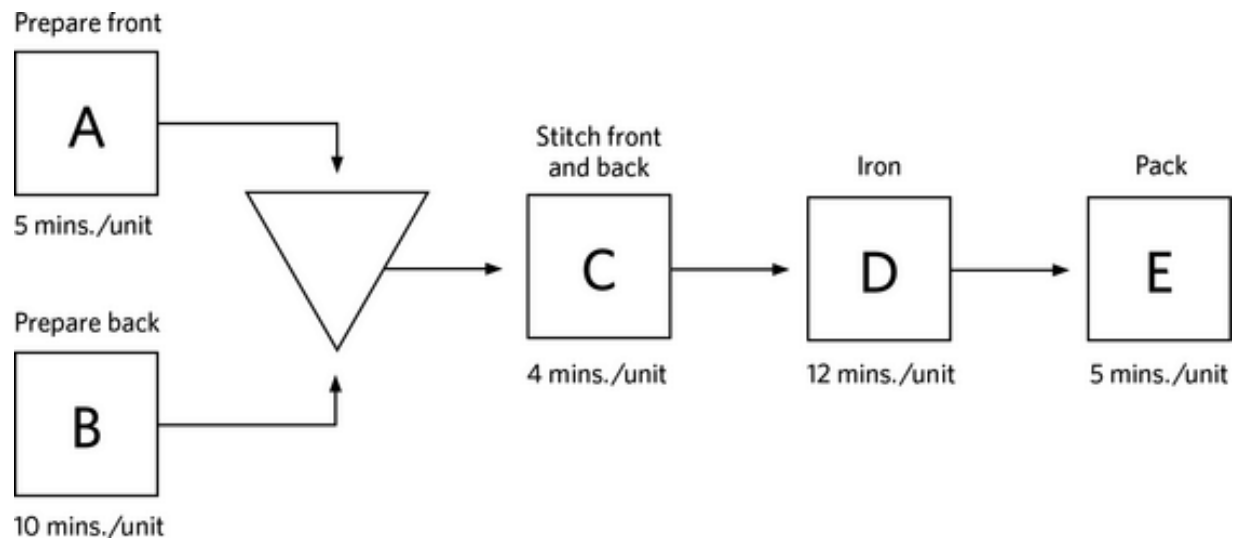 Prepare front
A
5 mins./unit
Prepare back
B
10 mins./unit
Stitch front
and back
C
4 mins./unit
Iron
D
12 mins./unit
Pack
E
5 mins./unit